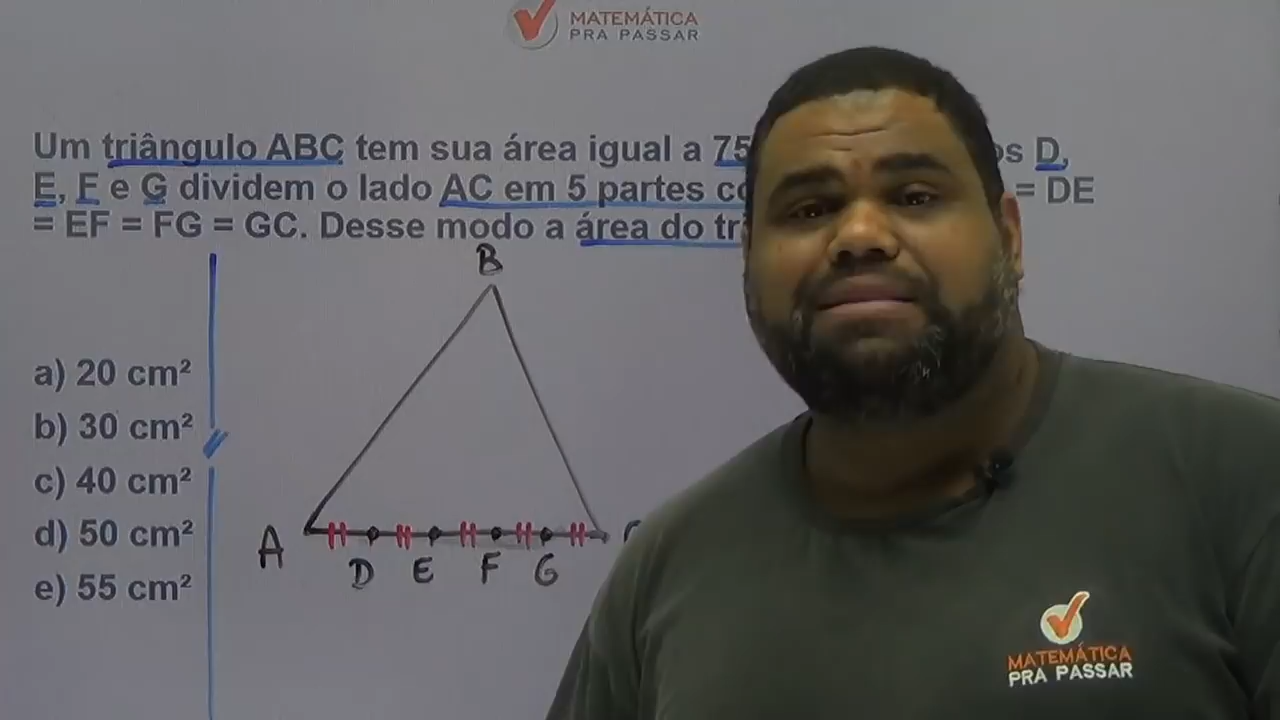 MATEMÁTICA
PRA PASSAR
Um triângulo ABC tem sua área igual a 75 os D,
E, F e G dividem o lado AC em 5 partes = DE
= EF = FG = GC. Desse modo a área do
B
a) 20 cm²
b) 30 cm²
c) 40 cm²
d) 50 cm²
e) 55 cm²
A
D E F G
MATEMÁTICA
PRA PASSAR